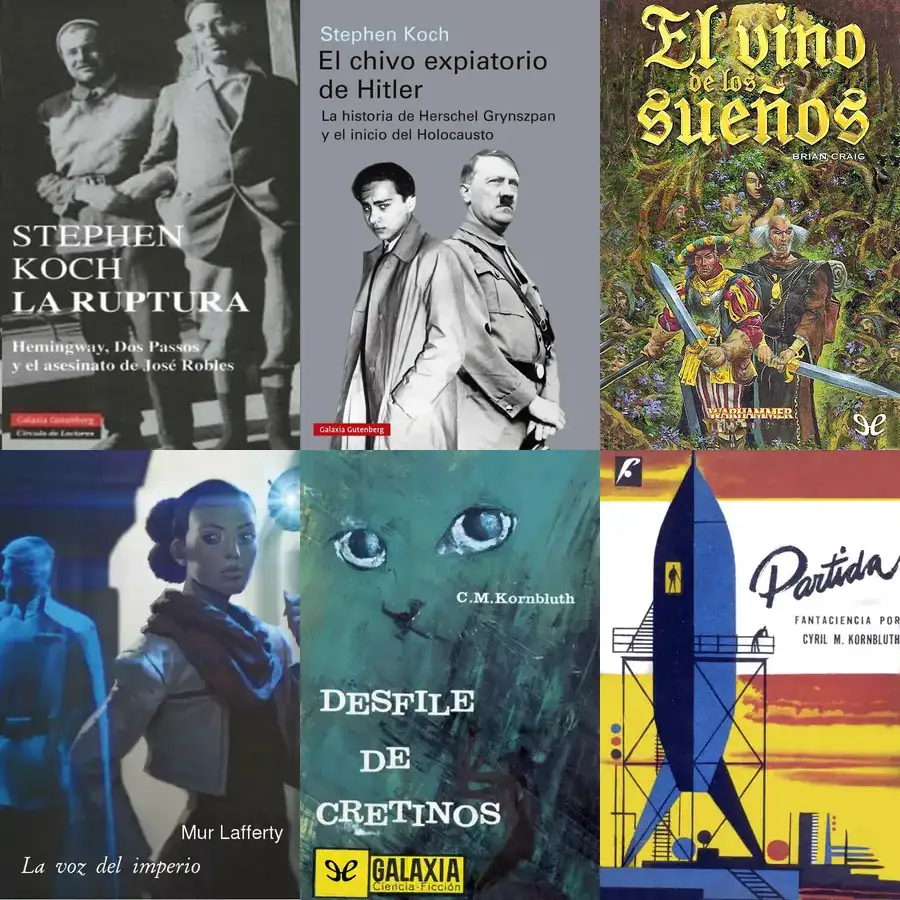 STEPHEN
KOCH
LA RUPTURA
Hemingway, Dos Passos
y el asesinato de José Robles
Galaxia Gutenberg
Círculo de Lectores
Stephen Koch
El chivo expiatorio
de Hitler
La historia de Herschel Grynszpan
y el inicio del Holocausto
Galaxia Gutenberg
El vino
de los
sueños
BRIAN CRAIG
WARHAMMER
Mur Lafferty
La voz del imperio
C.M.Kornbluth
DESFILE
DE
CRETINOS
GALAXIA
Ciencia-Ficción
Partida
FANTACIENCIA POR
CYRIL M. KORNBLUTH